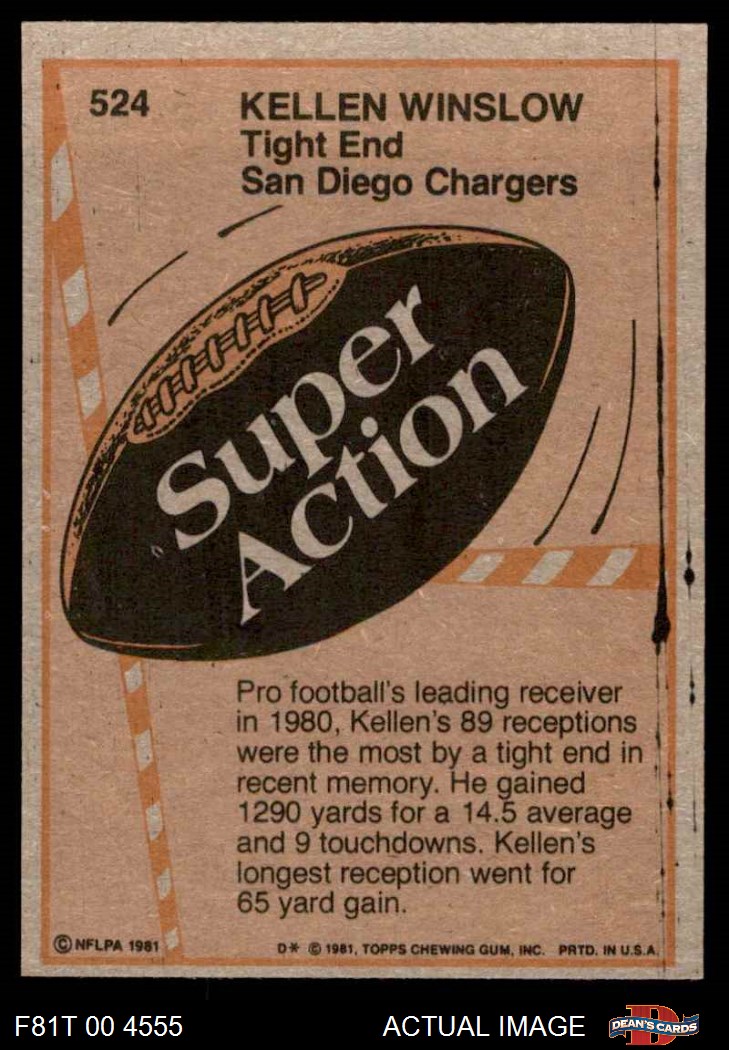 524
KELLEN WINSLOW
Tight End
San Diego Chargers
Super
Action
Pro football's leading receiver
in 1980, Kellen's 89 receptions
were the most by a tight end in
recent memory. He gained
1290 yards for a 14.5 average
and 9 touchdowns. Kellen's
longest reception went for
65 yard gain.
© NFLPA 1981
D* © 1981, TOPPS CHEWING GUM, INC. PRTD. IN U.S.A.
F81T 00 4555
ACTUAL IMAGE
D
DEAN'S CARDS